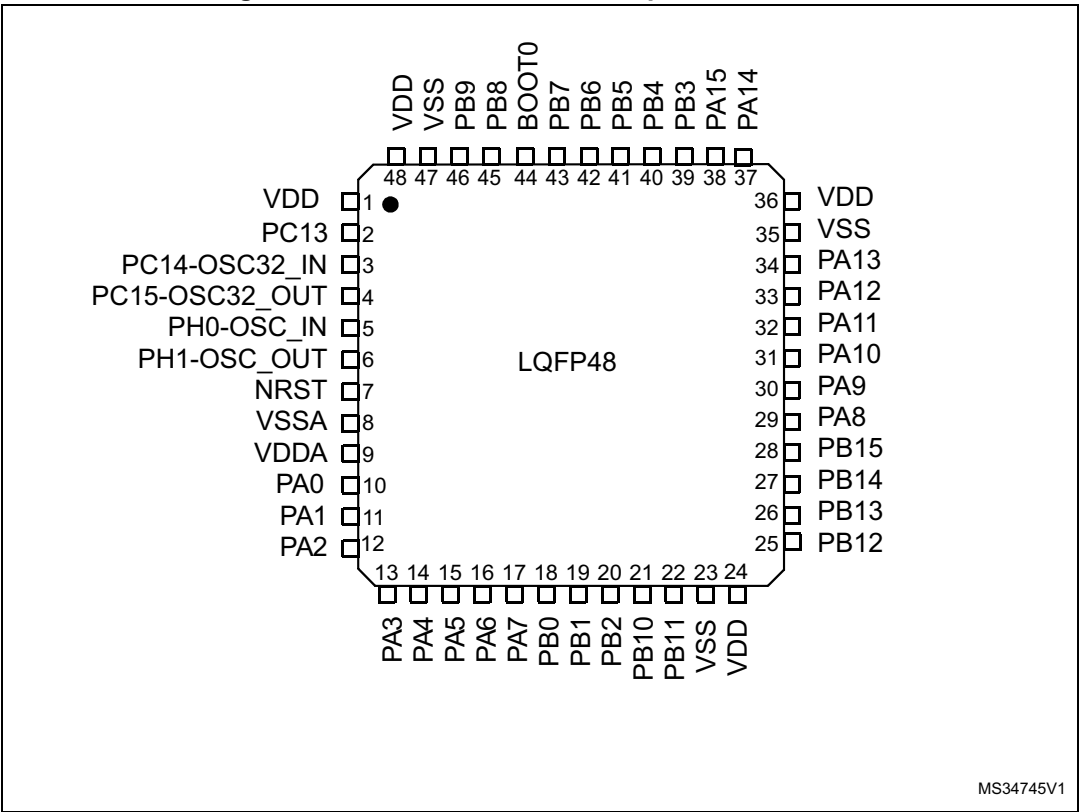 VDD
VSS
PB9
PB8
BOOT0
PB7
PB6
PB5
PB4
PB3
PA15
PA14
48 47 46 45 44 43 42 41 40 39 38 37
VDD 1
PC13 2
PC14-OSC32_IN 3
PC15-OSC32_OUT 4
PH0-OSC_IN 5
PH1-OSC_OUT 6
NRST 7
VSSA 8
VDDA 9
PA0 10
PA1 11
PA2 12
LQFP48
36 VDD
35 VSS
34 PA13
33 PA12
32 PA11
31 PA10
30 PA9
29 PA8
28 PB15
27 PB14
26 PB13
25 PB12
13 14 15 16 17 18 19 20 21 22 23 24
PA3
PA4
PA5
PA6
PA7
PB0
PB1
PB2
PB10
PB11
VSS
VDD
MS34745V1